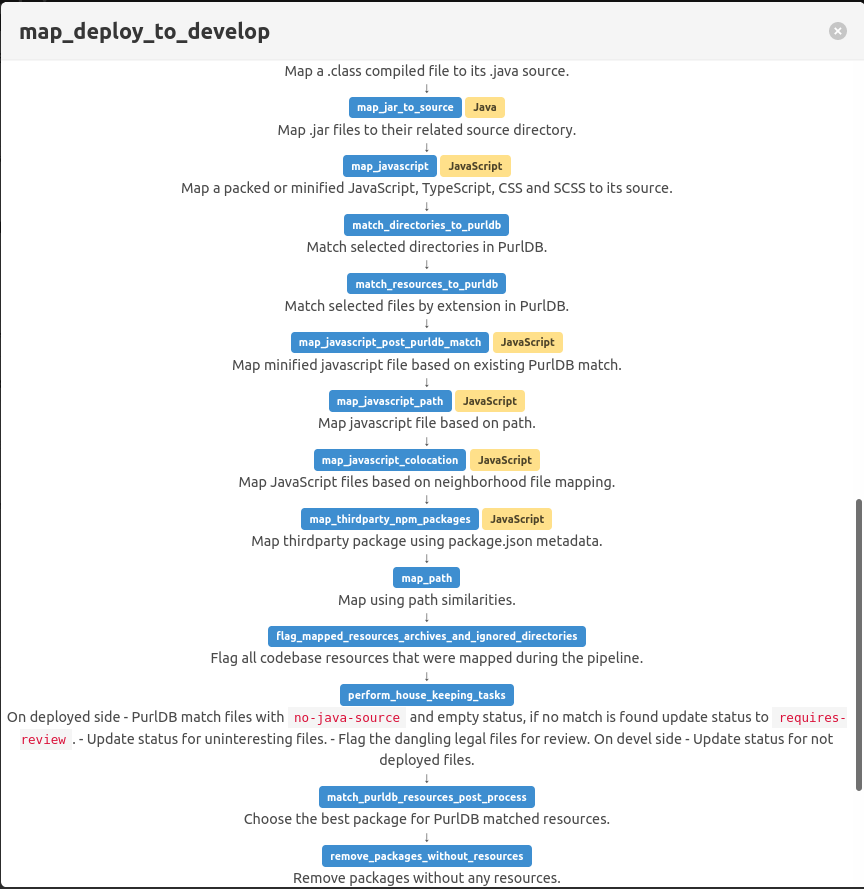 map_deploy_to_develop
Map a .class compiled file to its .java source.
↓
map_jar_to_source Java
Map .jar files to their related source directory.
↓
map_javascript JavaScript
Map a packed or minified JavaScript, TypeScript, CSS and SCSS to its source.
↓
match_directories_to_purldb
Match selected directories in PurlDB.
↓
match_resources_to_purldb
Match selected files by extension in PurlDB.
↓
map_javascript_post_purldb_match JavaScript
Map minified javascript file based on existing PurlDB match.
↓
map_javascript_path JavaScript
Map javascript file based on path.
↓
map_javascript_colocation JavaScript
Map JavaScript files based on neighborhood file mapping.
↓
map_thirdparty_npm_packages JavaScript
Map thirdparty package using package.json metadata.
↓
map_path
Map using path similarities.
↓
flag_mapped_resources_archives_and_ignored_directories
Flag all codebase resources that were mapped during the pipeline.
↓
perform_house_keeping_tasks
On deployed side - PurlDB match files with no-java-source and empty status, if no match is found update status to requires-
review. - Update status for uninteresting files. - Flag the dangling legal files for review. On devel side - Update status for not
deployed files.
↓
match_purldb_resources_post_process
Choose the best package for PurlDB matched resources.
↓
remove_packages_without_resources
Remove packages without any resources.